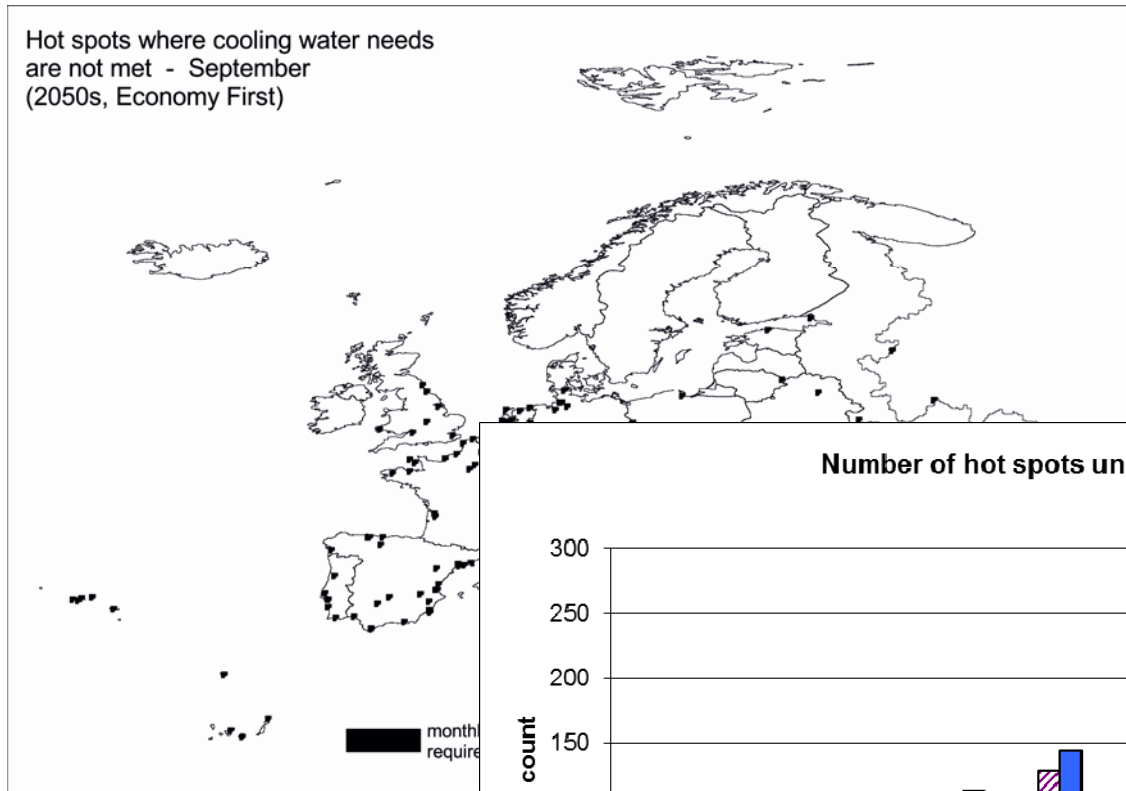 Hot spots where cooling water needs
are not met - September
(2050s, Economy First)
Number of hot spots un
300
250
200
150
count
monthl
require